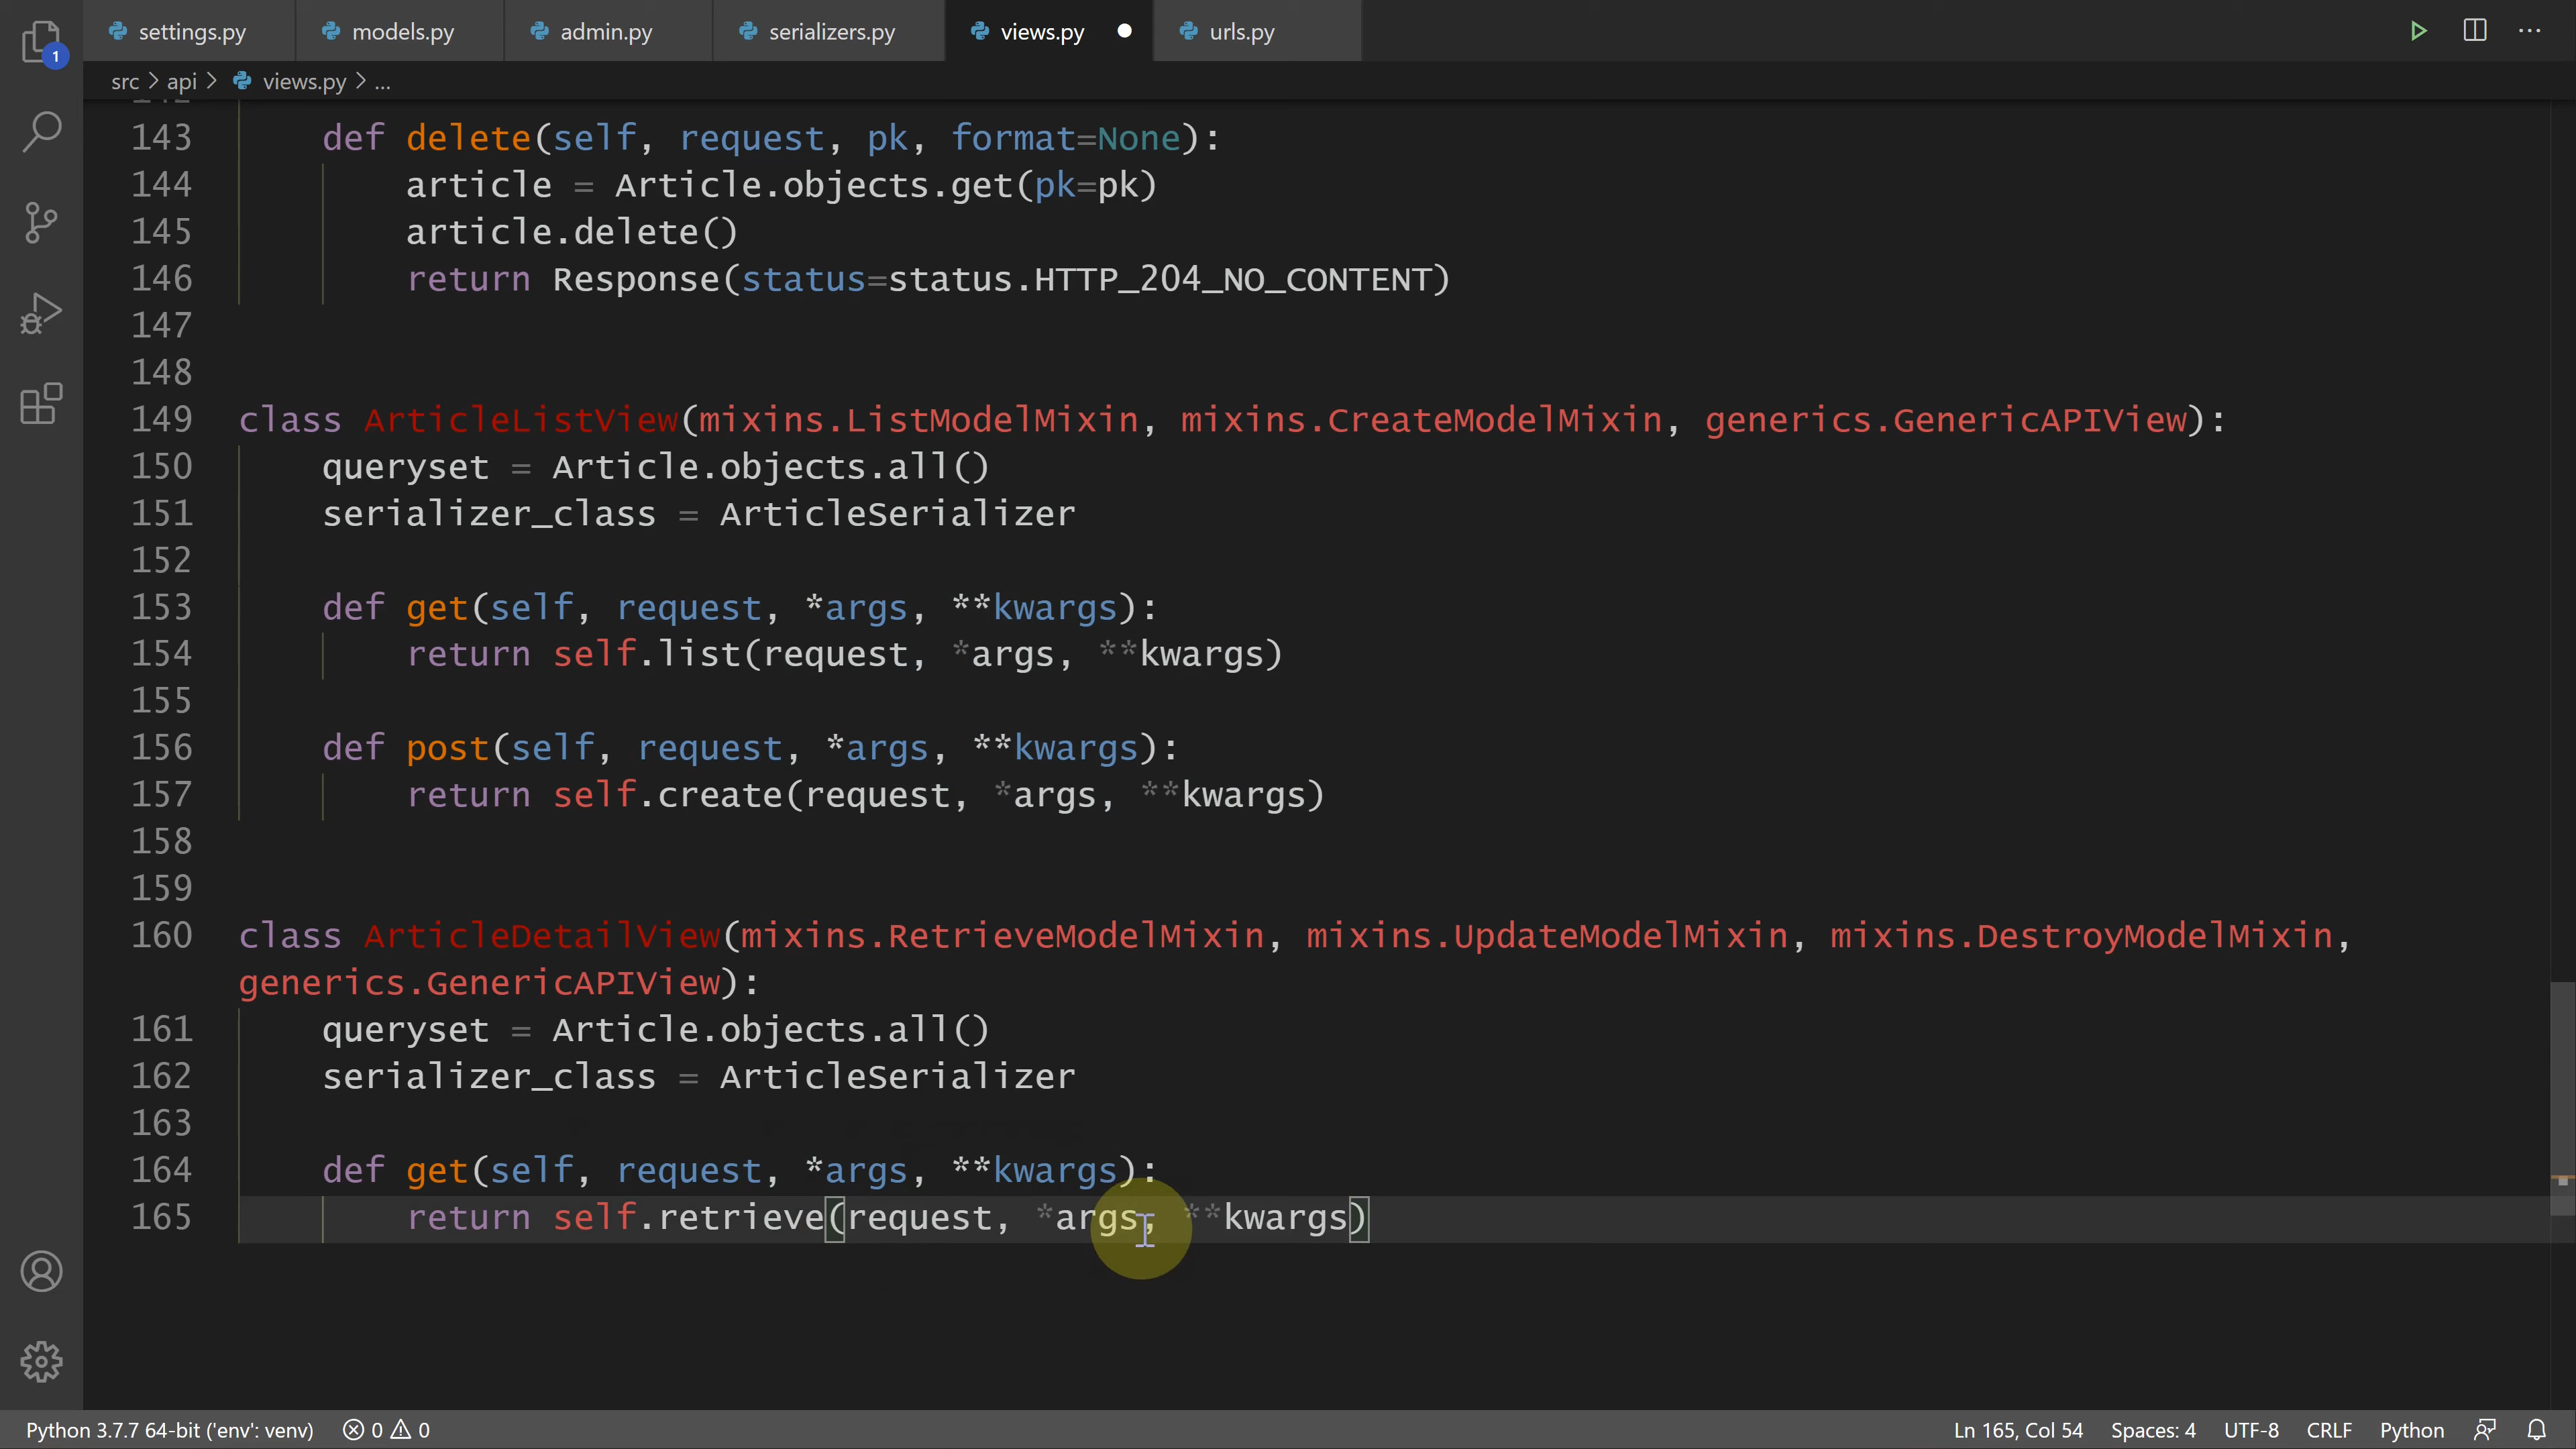 settings.py models.py admin.py serializers.py views.py urls.py
1
src > api > views.py > ...
143 def delete(self, request, pk, format=None):
144 article = Article.objects.get(pk=pk)
145 article.delete()
146 return Response(status=status.HTTP_204_NO_CONTENT)
147
148
149 class ArticleListView(mixins.ListModelMixin, mixins.CreateModelMixin, generics.GenericAPIView):
150 queryset = Article.objects.all()
151 serializer_class = ArticleSerializer
152
153 def get(self, request, *args, **kwargs):
154 return self.list(request, *args, **kwargs)
155
156 def post(self, request, *args, **kwargs):
157 return self.create(request, *args, **kwargs)
158
159
160 class ArticleDetailView(mixins.RetrieveModelMixin, mixins.UpdateModelMixin, mixins.DestroyModelMixin,
generics.GenericAPIView):
161 queryset = Article.objects.all()
162 serializer_class = ArticleSerializer
163
164 def get(self, request, *args, **kwargs):
165 return self.retrieve(request, *args, **kwargs)
Python 3.7.7 64-bit ('env': venv) 0 0 Ln 165, Col 54 Spaces: 4 UTF-8 CRLF Python